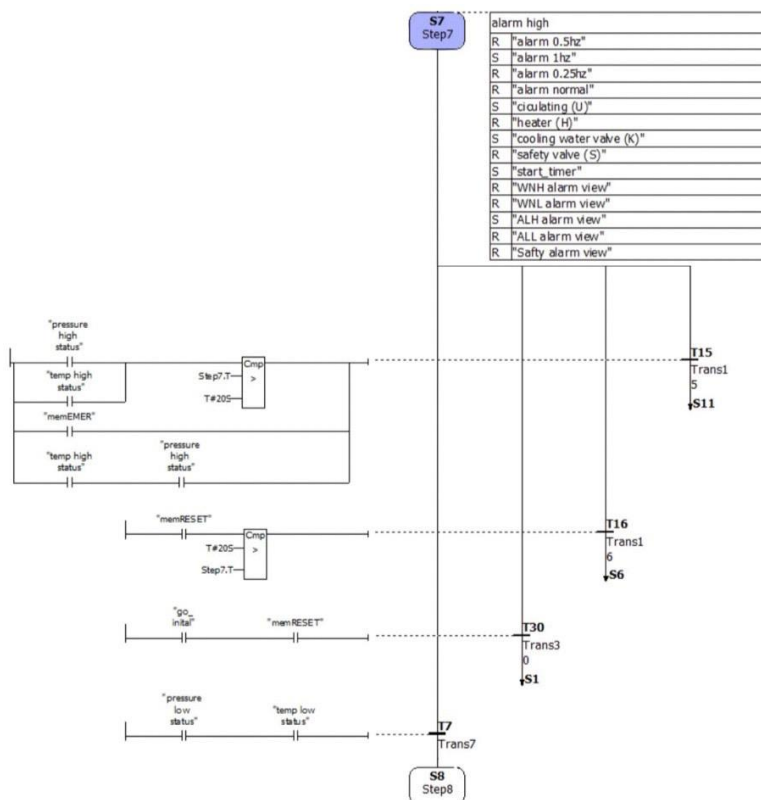 S7
Step7
alarm high
R "alarm 0.5hz"
S "alarm 1hz"
R "alarm 0.25hz"
R "alarm normal"
S "ciculating (U)"
R "heater (H)"
S "cooling water valve (K)"
R "safety valve (S)"
S "start_timer"
R "WNH alarm view"
R "WNL alarm view"
S "ALH alarm view"
R "ALL alarm view"
R "Safty alarm view"
"pressure
high
status"
Cmp
>
Step7.T
T#20S
"temp high
status"
"memEMER"
"temp high
status"
"pressure
high
status"
T15
Trans1
5
S11
"memRESET"
Cmp
>
T#20S
Step7.T
T16
Trans1
6
S6
"go_
inital"
"memRESET"
T30
Trans3
0
S1
"pressure
low
status"
"temp low
status"
T7
Trans7
S8
Step8